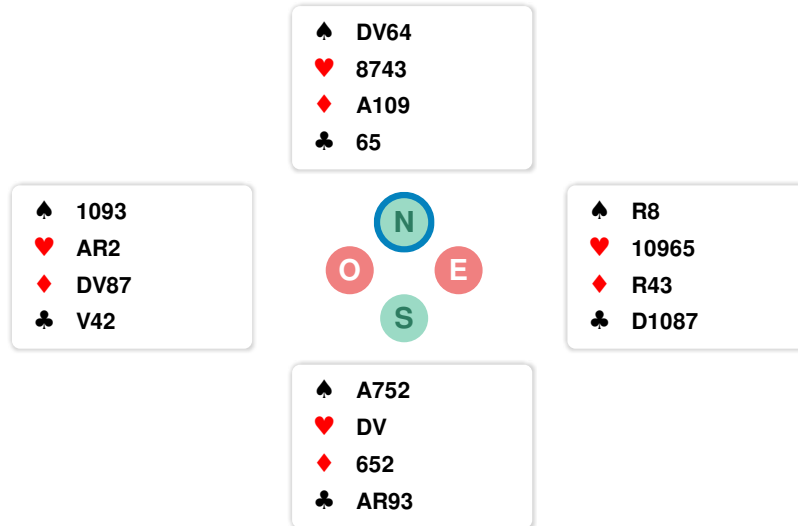 ♠ DV64
♥ 8743
♦ A109
♣ 65
♠ 1093
♥ AR2
♦ DV87
♣ V42
N
O
E
S
♠ R8
♥ 10965
♦ R43
♣ D1087
♠ A752
♥ DV
♦ 652
♣ AR93